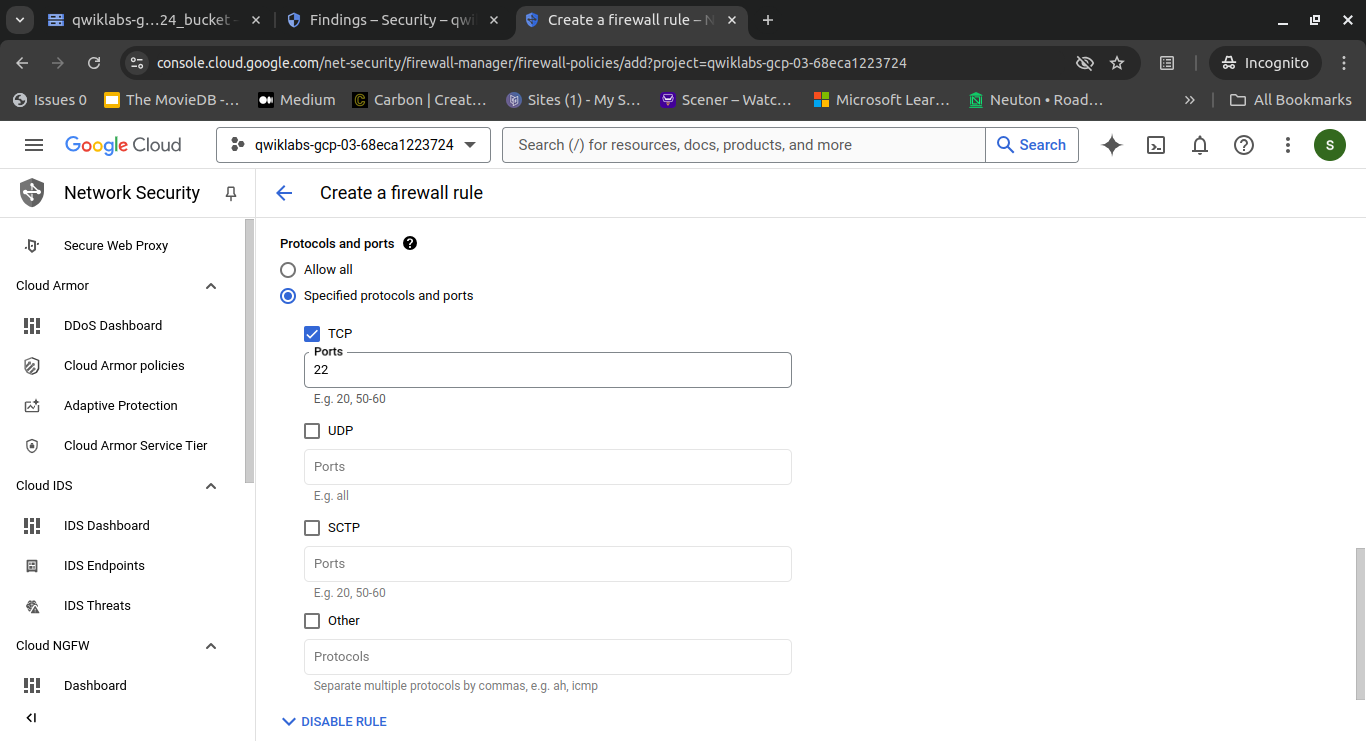 qwiklabs-g…24_bucket -
Findings – Security – qwi
Create a firewall rule – N
console.cloud.google.com/net-security/firewall-manager/firewall-policies/add?project=qwiklabs-gcp-03-68eca1223724
Incognito
Issues 0
The MovieDB -…
Medium
Carbon | Creat…
Sites (1) - My S…
Scener – Watc…
Microsoft Lear…
Neuton • Road…
»
All Bookmarks
Google Cloud
qwiklabs-gcp-03-68eca1223724
Search (/) for resources, docs, products, and more
Search
S
Network Security
Create a firewall rule
Secure Web Proxy
Cloud Armor
DDoS Dashboard
Cloud Armor policies
Adaptive Protection
Cloud Armor Service Tier
Cloud IDS
IDS Dashboard
IDS Endpoints
IDS Threats
Cloud NGFW
Dashboard
Protocols and ports
Allow all
Specified protocols and ports
TCP
Ports
22
E.g. 20, 50-60
UDP
Ports
E.g. all
SCTP
Ports
E.g. 20, 50-60
Other
Protocols
Separate multiple protocols by commas, e.g. ah, icmp
DISABLE RULE